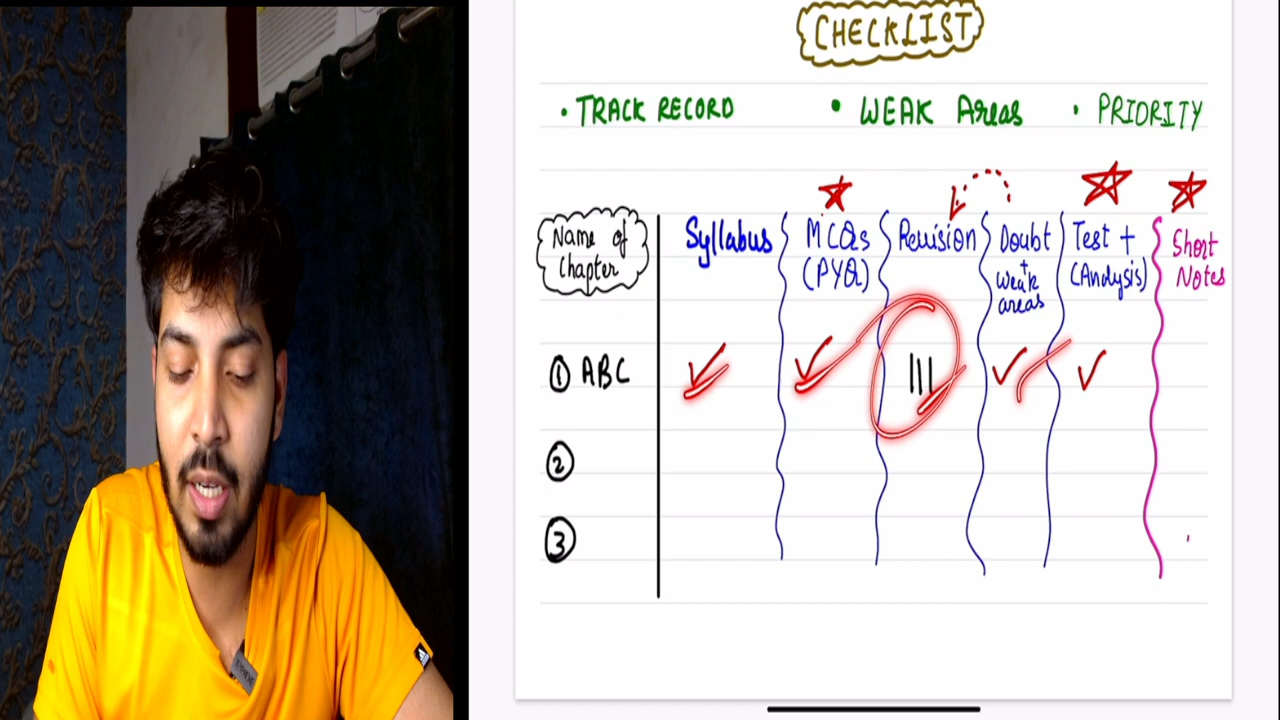 CHECKLIST
• TRACK RECORD • WEAK Areas • PRIORITY
Name of Chapter
Syllabus
MCQs
(PYQ)
Revision
Doubt
+
Weak
areas
Test +
(Analysis)
Short
Notes
① ABC
②
③